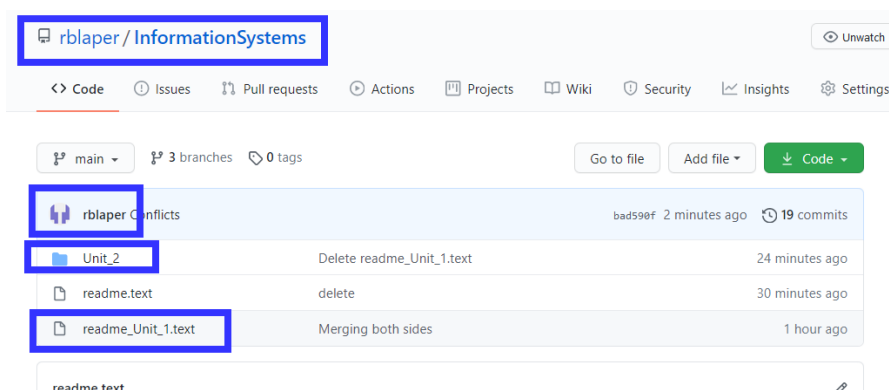 rblaper / InformationSystems
Unwatch
<> Code Issues Pull requests Actions Projects Wiki Security Insights Settings
main 3 branches 0 tags Go to file Add file Code
rblaper Conflicts bad590f 2 minutes ago 19 commits
Unit_2 Delete readme_Unit_1.text 24 minutes ago
readme.text delete 30 minutes ago
readme_Unit_1.text Merging both sides 1 hour ago
readme.text